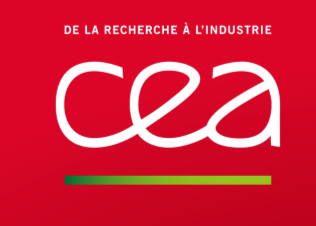 DE LA RECHERCHE À L'INDUSTRIE
cea